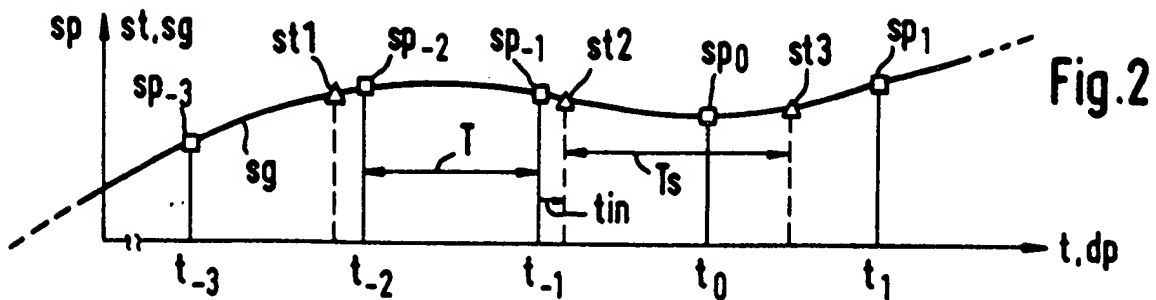 sp st,sg
st1 sp₋₂ sp₋₁ st2 sp₀ st3 sp₁
sp₋₃
Fig.2
sg
T
Ts
tin
t,dp
t₋₃ t₋₂ t₋₁ t₀ t₁